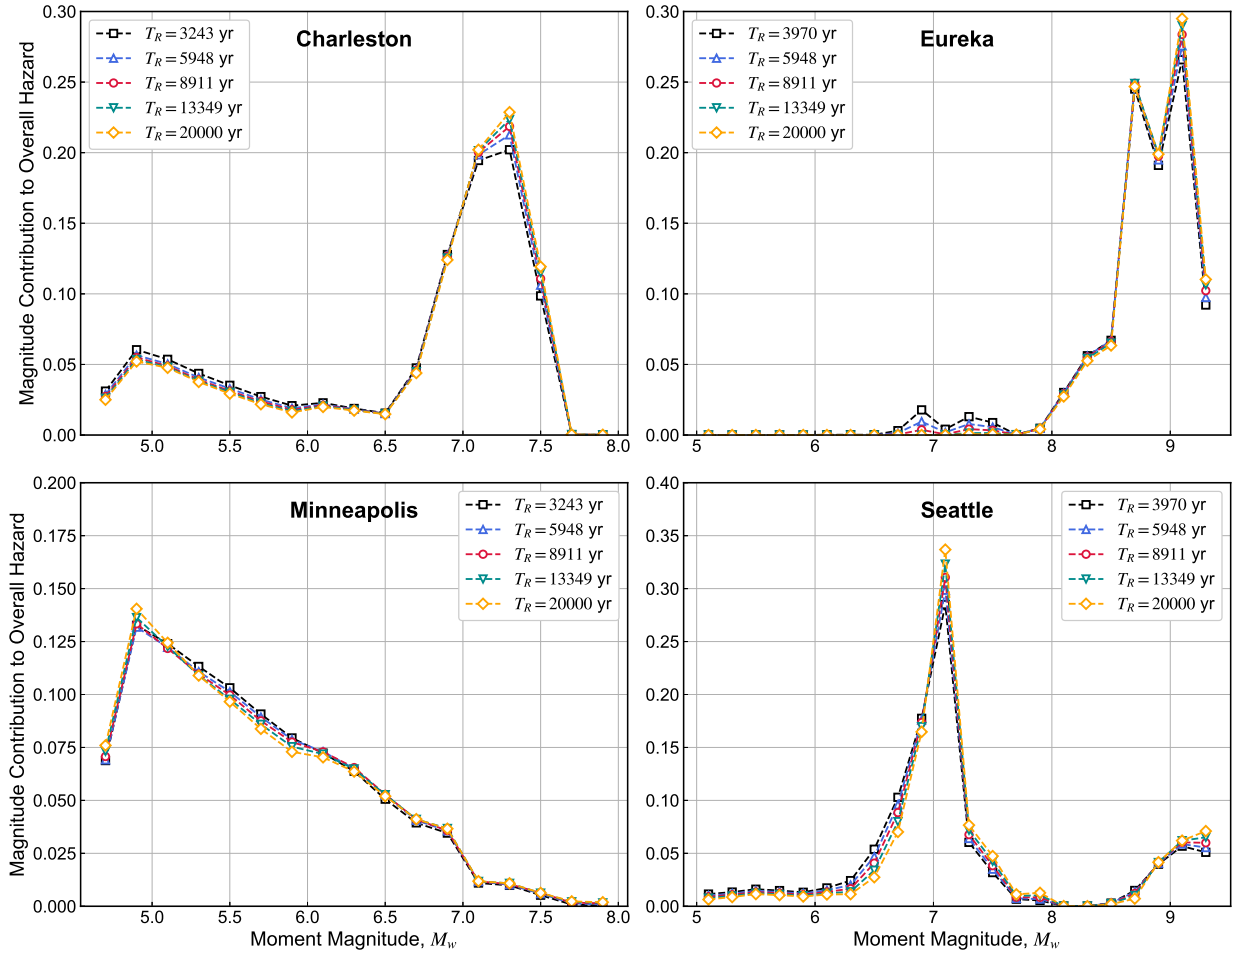 Charleston
T_R = 3243 yr
T_R = 5948 yr
T_R = 8911 yr
T_R = 13349 yr
T_R = 20000 yr
Magnitude Contribution to Overall Hazard
0.30
0.25
0.20
0.15
0.10
0.05
0.00
5.0 5.5 6.0 6.5 7.0 7.5 8.0
Eureka
T_R = 3970 yr
T_R = 5948 yr
T_R = 8911 yr
T_R = 13349 yr
T_R = 20000 yr
0.30
0.25
0.20
0.15
0.10
0.05
0.00
5 6 7 8 9
Minneapolis
T_R = 3243 yr
T_R = 5948 yr
T_R = 8911 yr
T_R = 13349 yr
T_R = 20000 yr
Magnitude Contribution to Overall Hazard
0.200
0.175
0.150
0.125
0.100
0.075
0.050
0.025
0.000
5.0 5.5 6.0 6.5 7.0 7.5 8.0
Moment Magnitude, M_w
Seattle
T_R = 3970 yr
T_R = 5948 yr
T_R = 8911 yr
T_R = 13349 yr
T_R = 20000 yr
0.40
0.35
0.30
0.25
0.20
0.15
0.10
0.05
0.00
5 6 7 8 9
Moment Magnitude, M_w